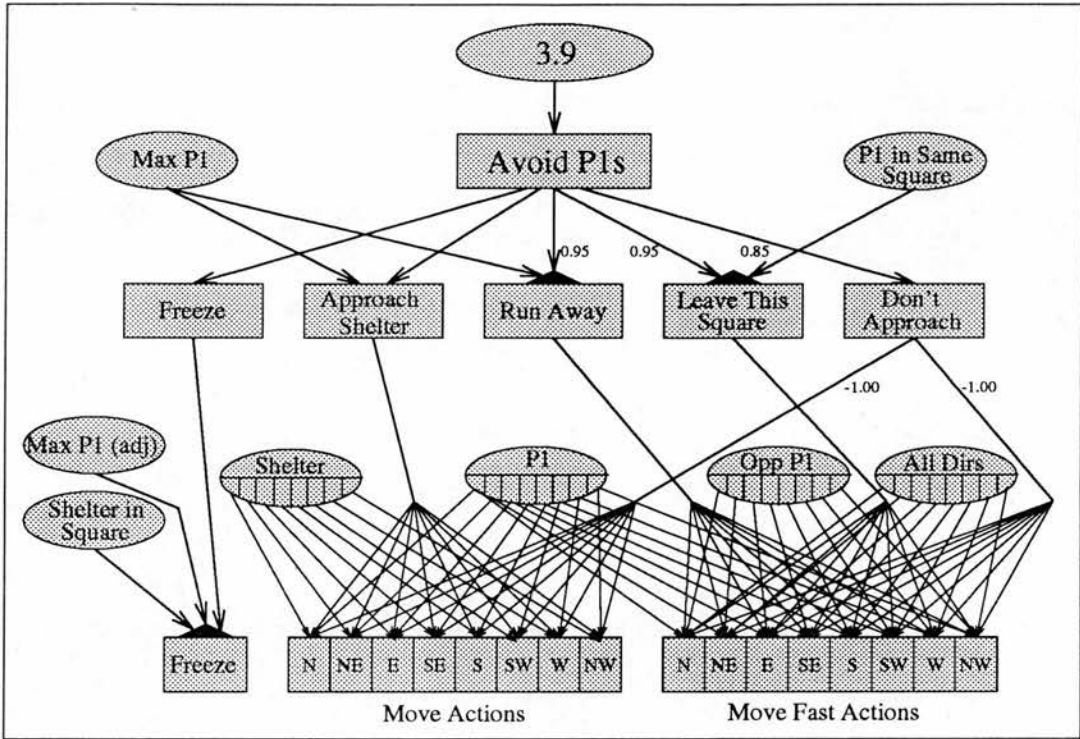 3.9
Max P1
Avoid P1s
P1 in Same
Square
0.95
0.95
0.85
Freeze
Approach
Shelter
Run Away
Leave This
Square
Don't
Approach
-1.00
-1.00
Max P1 (adj)
Shelter
P1
Opp P1
All Dirs
Shelter in
Square
Freeze
N NE E SE S SW W NW
N NE E SE S SW W NW
Move Actions
Move Fast Actions